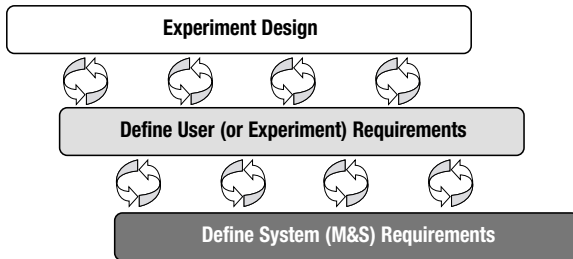 Experiment Design
Define User (or Experiment) Requirements
Define System (M&S) Requirements